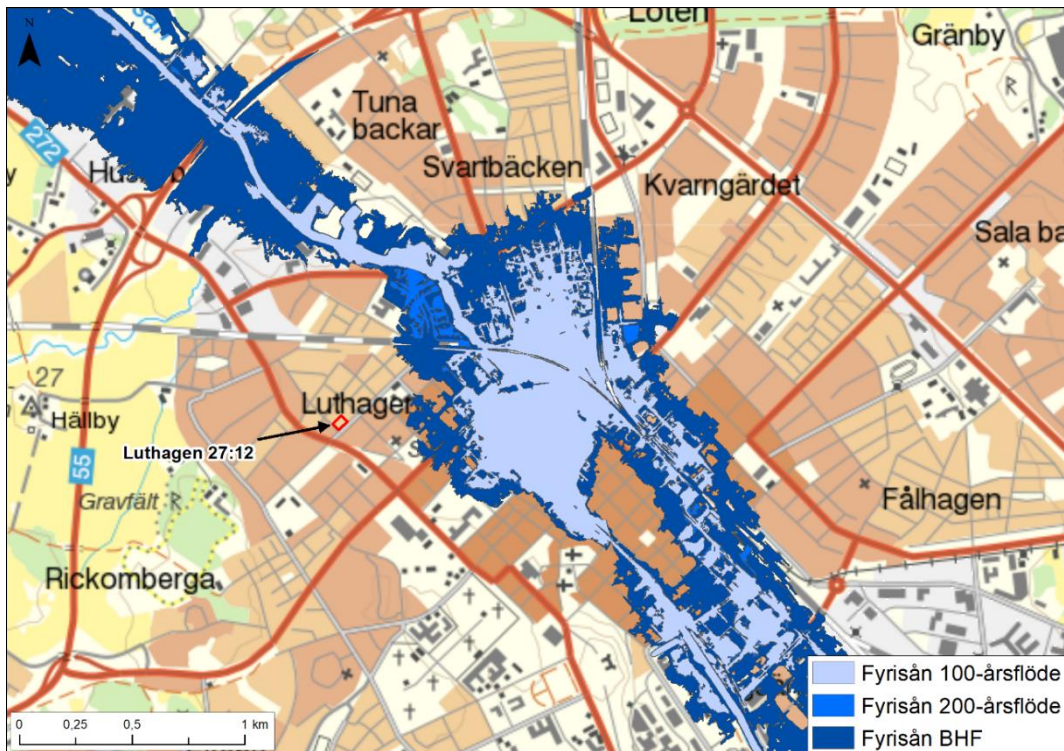 N
Löten
Gränby
Tuna
backar
272
Svartbäcken
Kvarngärdet
Sala ba
27
Hällby
Luthagen
Luthagen 27:12
55
Gravfält
R
R
Fålhagen
Rickomberga
0 0,25 0,5 1 km
Fyrisån 100-årsflöde
Fyrisån 200-årsflöde
Fyrisån BHF